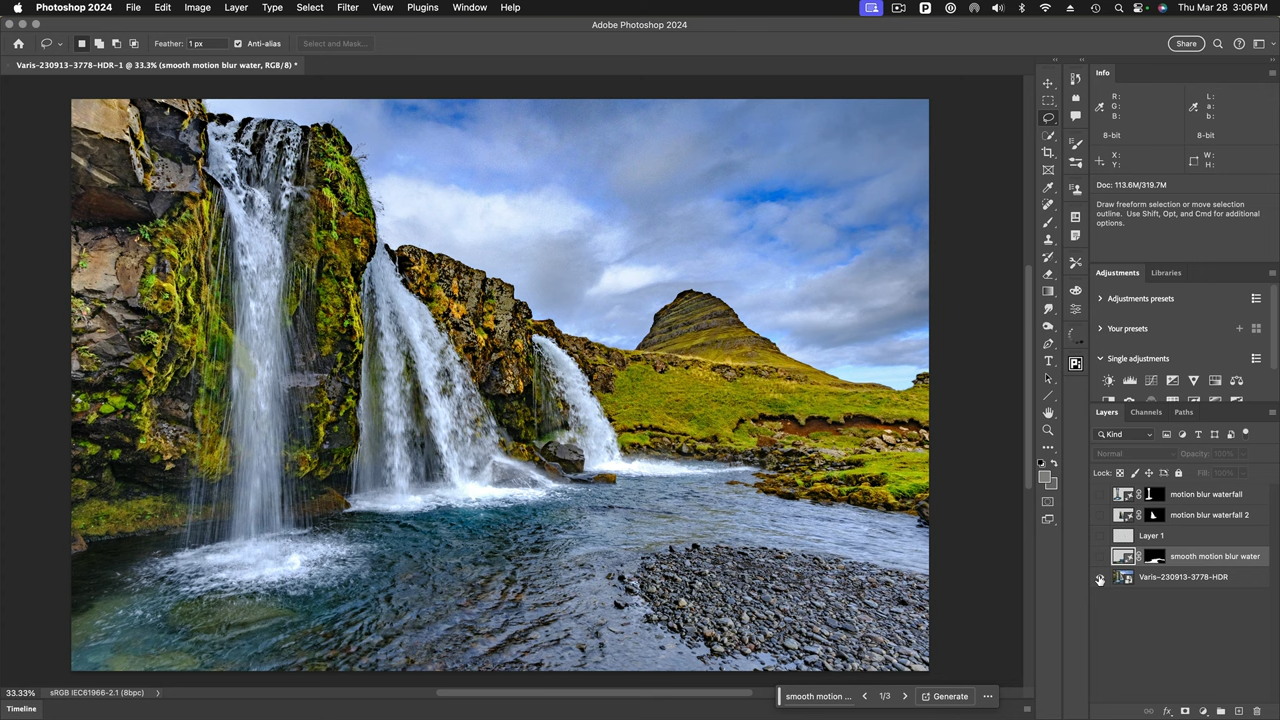 Photoshop 2024 File Edit Image Layer Type Select Filter View Plugins Window Help Thu Mar 28 3:06 PM
Adobe Photoshop 2024
Feather: 1 px Anti-alias Select and Mask... Share
Varis-230913-3778-HDR-1 @ 33.3% (smooth motion blur water, RGB/8) *
Info
R: L:
G: a:
B: b:
8-bit 8-bit
X: W:
Y: H:
Doc: 113.6M/319.7M
Draw freeform selection or move selection
outline. Use Shift, Opt, and Cmd for additional
options.
Adjustments Libraries
Adjustments presets
Your presets
Single adjustments
Layers Channels Paths
Kind
Normal Opacity: 100%
Lock: Fill: 100%
motion blur waterfall
motion blur waterfall 2
Layer 1
smooth motion blur water
Varis-230913-3778-HDR
33.33% sRGB IEC61966-2.1 (8bpc)
smooth motion ... 1/3 Generate
Timeline